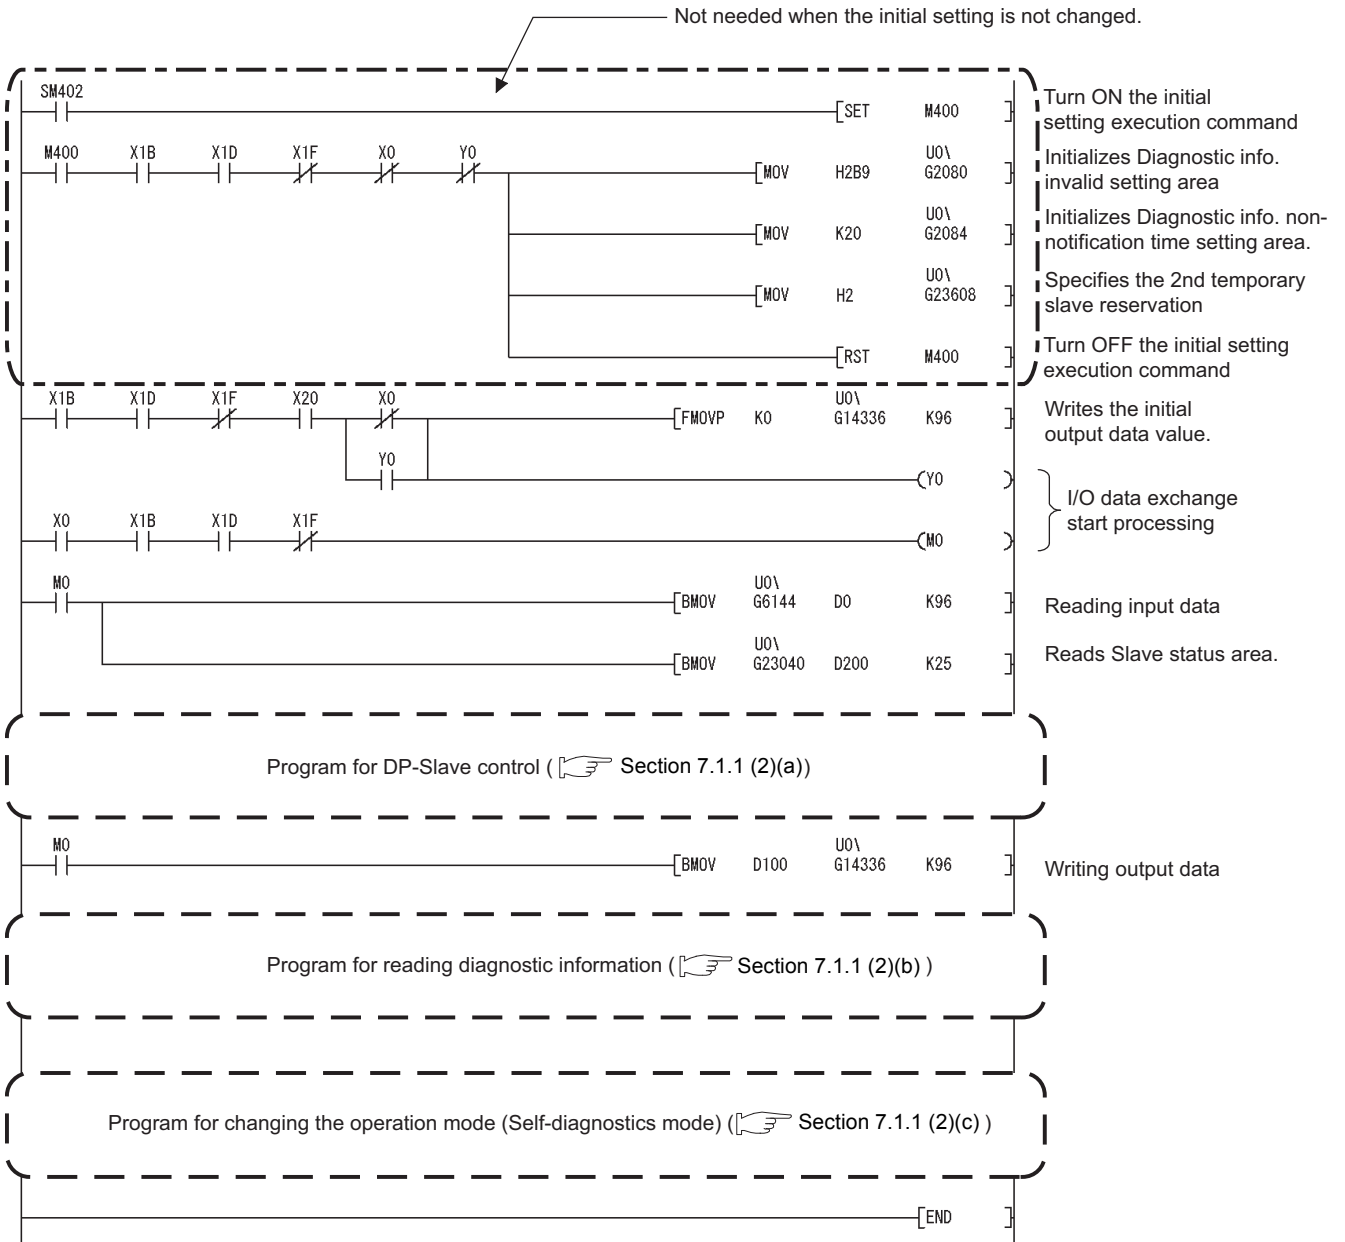 Not needed when the initial setting is not changed.
SM402
SET M400
Turn ON the initial
setting execution command
M400 X1B X1D X1F X0 Y0
U0\
MOV H2B9 G2080
Initializes Diagnostic info.
invalid setting area
U0\
MOV K20 G2084
Initializes Diagnostic info. non-
notification time setting area.
U0\
MOV H2 G23608
Specifies the 2nd temporary
slave reservation
RST M400
Turn OFF the initial setting
execution command
X1B X1D X1F X20 X0
U0\
FMOVP K0 G14336 K96
Writes the initial
output data value.
Y0
Y0
I/O data exchange
start processing
X0 X1B X1D X1F
M0
M0
U0\
BMOV G6144 D0 K96
Reading input data
U0\
BMOV G23040 D200 K25
Reads Slave status area.
Program for DP-Slave control ( Section 7.1.1 (2)(a))
M0
U0\
BMOV D100 G14336 K96
Writing output data
Program for reading diagnostic information ( Section 7.1.1 (2)(b) )
Program for changing the operation mode (Self-diagnostics mode) ( Section 7.1.1 (2)(c) )
END